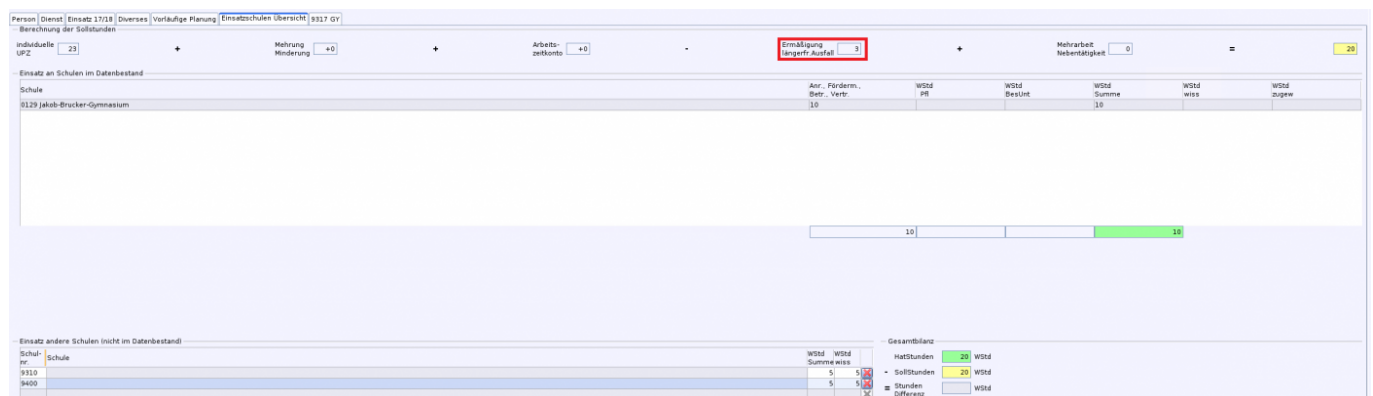 Person Dienst Einsatz 17/18 Diverses Vorläufige Planung Einsatzschulen Übersicht 9317 GY
Berechnung der Sollstunden
individuelle UPZ 23 + Mehrung Minderung +0 + Arbeits-zeitkonto +0 - Ermäßigung längerfr.Ausfall 3 + Mehrarbeit Nebentätigkeit 0 = 20
Einsatz an Schulen im Datenbestand
Schule Anr., Förderm., Betr., Vertr. WStd Pfl WStd BesUnt WStd Summe WStd wiss WStd zugew
0129 Jakob-Brucker-Gymnasium 10 10
10 10
Einsatz andere Schulen (nicht im Datenbestand)
Schul-nr. Schule WStd Summe WStd wiss
9310 5 5
9400 5 5
Gesamtbilanz
HatStunden 20 WStd
- SollStunden 20 WStd
= Stunden Differenz WStd